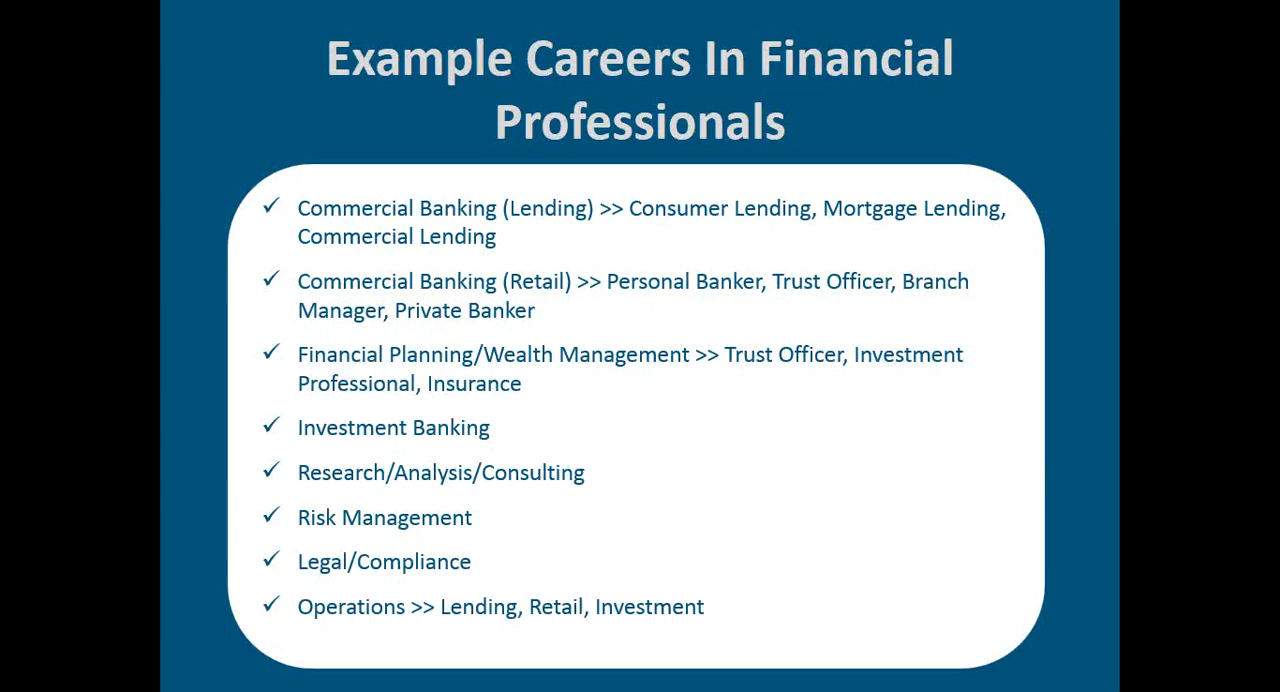 Example Careers In Financial
Professionals
✓ Commercial Banking (Lending) >> Consumer Lending, Mortgage Lending,
Commercial Lending
✓ Commercial Banking (Retail) >> Personal Banker, Trust Officer, Branch
Manager, Private Banker
✓ Financial Planning/Wealth Management >> Trust Officer, Investment
Professional, Insurance
✓ Investment Banking
✓ Research/Analysis/Consulting
✓ Risk Management
✓ Legal/Compliance
✓ Operations >> Lending, Retail, Investment